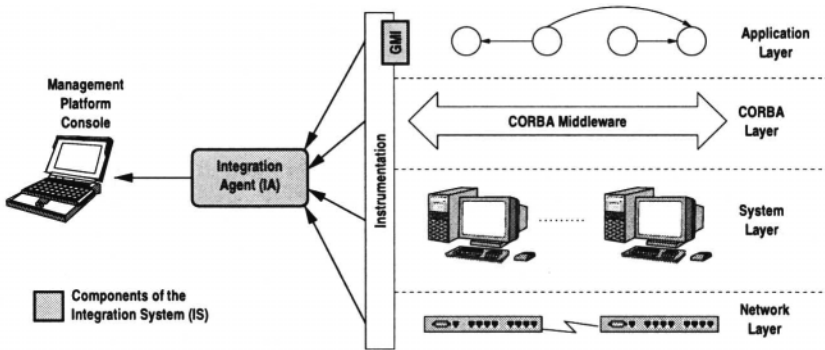 Management
Platform
Console
Integration
Agent (IA)
Instrumentation
GMI
Application
Layer
CORBA Middleware
CORBA
Layer
System
Layer
Network
Layer
Components of the
Integration System (IS)